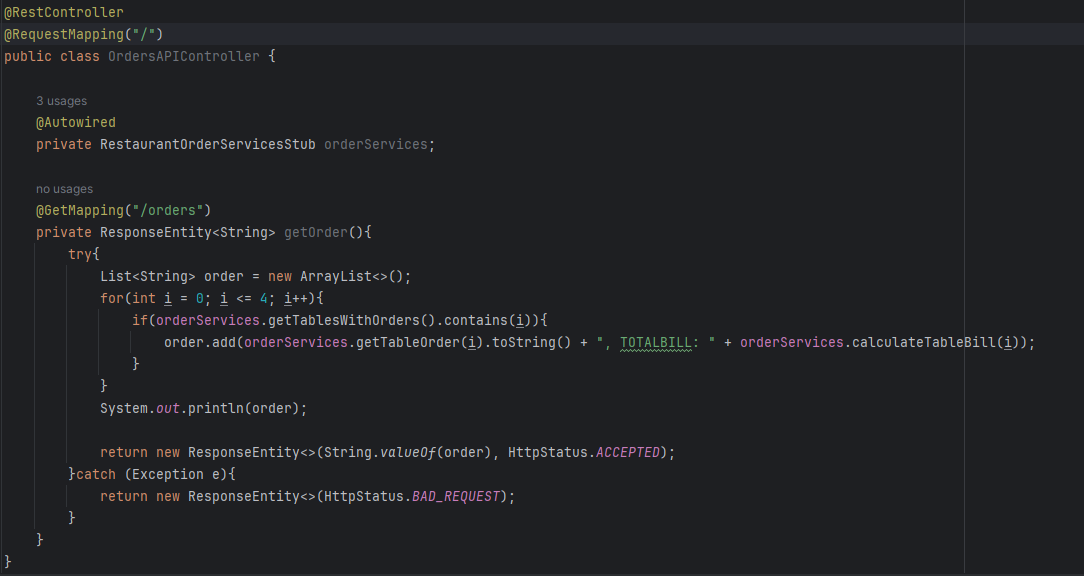 @RestController
@RequestMapping("/")
public class OrdersAPIController {
3 usages
@Autowired
private RestaurantOrderServicesStub orderServices;
no usages
@GetMapping("/orders")
private ResponseEntity<String> getOrder(){
try{
List<String> order = new ArrayList<>();
for(int i = 0; i <= 4; i++){
if(orderServices.getTablesWithOrders().contains(i)){
order.add(orderServices.getTableOrder(i).toString() + ", TOTALBILL: " + orderServices.calculateTableBill(i));
}
}
System.out.println(order);
return new ResponseEntity<>(String.valueOf(order), HttpStatus.ACCEPTED);
}catch (Exception e){
return new ResponseEntity<>(HttpStatus.BAD_REQUEST);
}
}
}